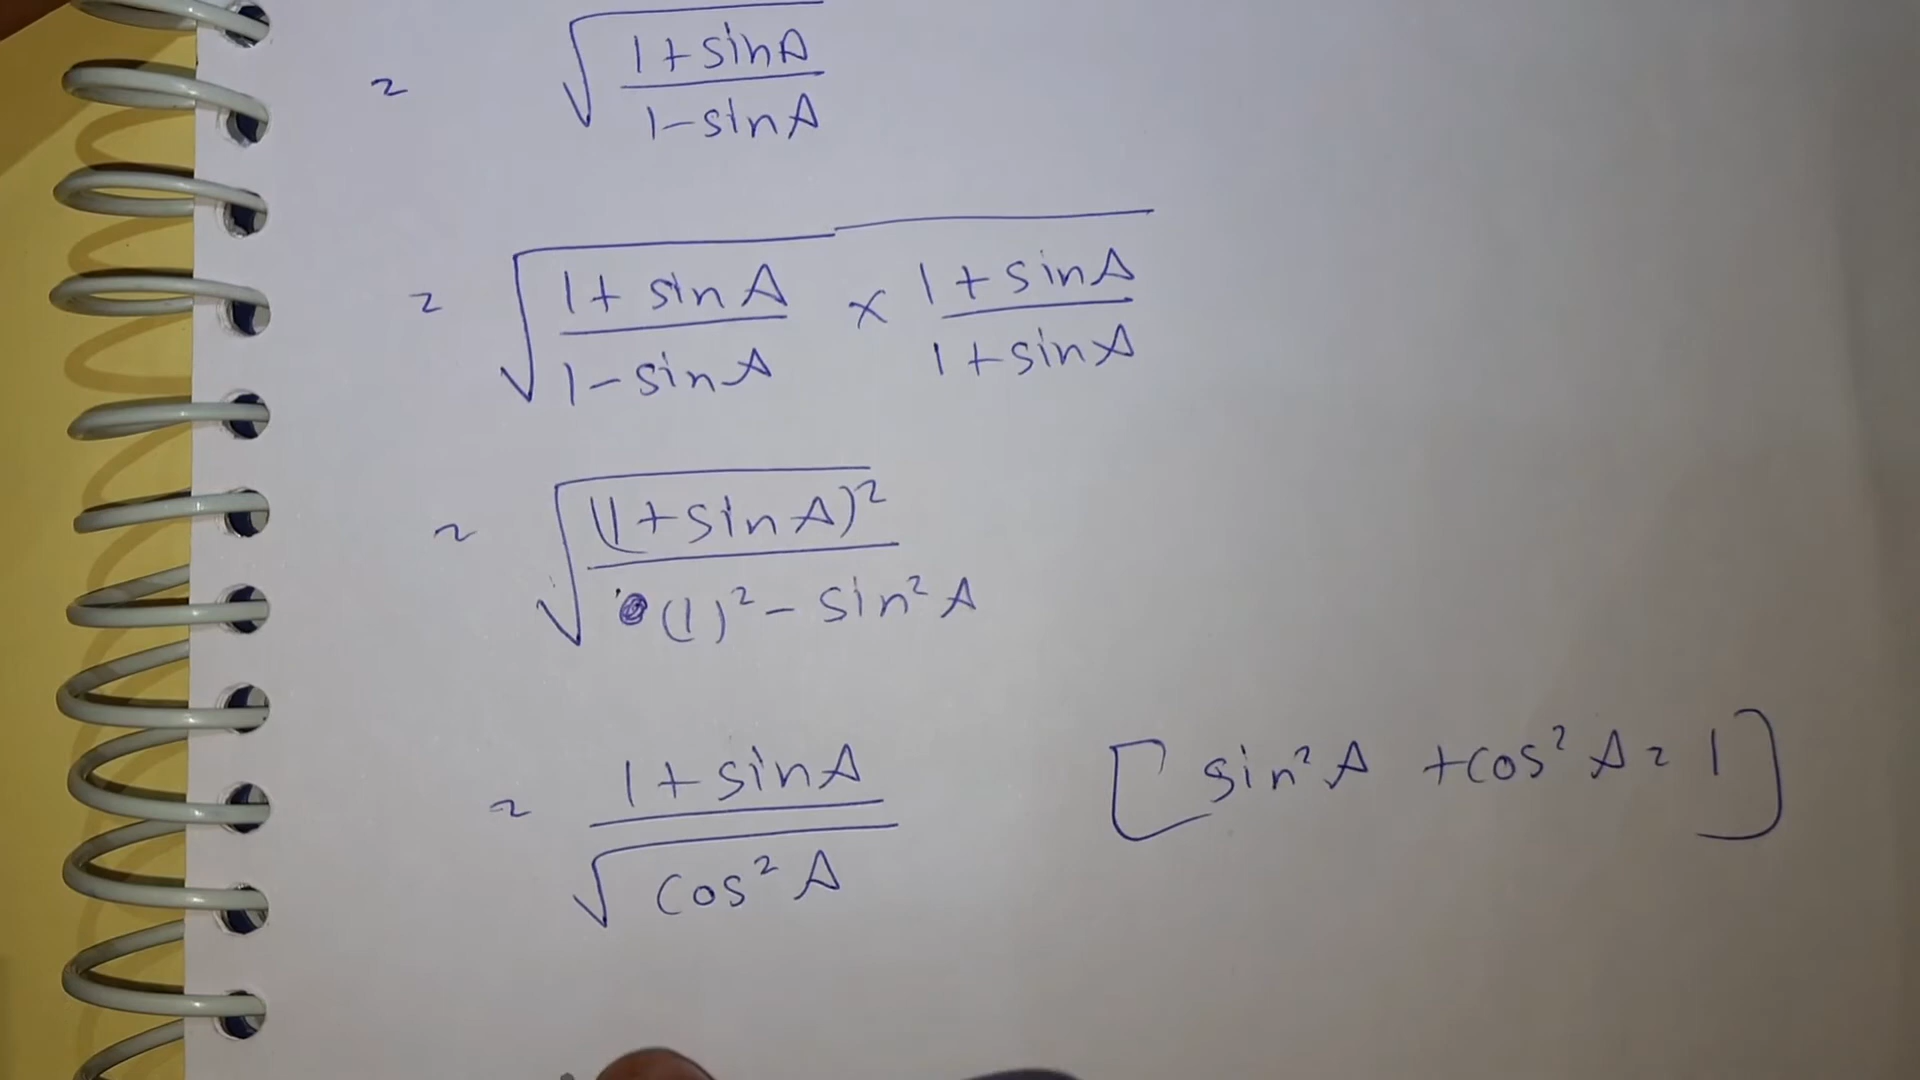 = √((1+sinA)/(1-sinA))
= √((1+sinA)/(1-sinA) × (1+sinA)/(1+sinA))
= √((1+sinA)²/((1)²-sin²A))
= (1+sinA)/√(cos²A) [sin²A +cos²A = 1]